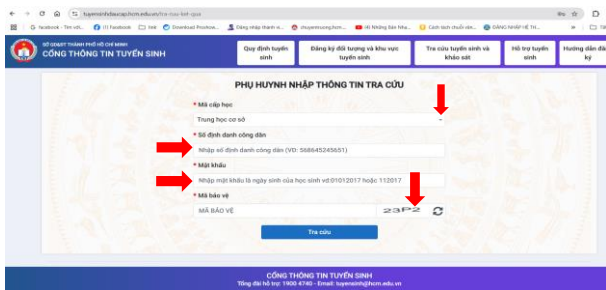 tuyensinhdaucap.hcm.edu.vn/tra-cuu-ket-qua
SỞ GD&ĐT THÀNH PHỐ HỒ CHÍ MINH
CỔNG THÔNG TIN TUYỂN SINH
Quy định tuyển sinh
Đăng ký đối tượng và khu vực tuyển sinh
Tra cứu tuyển sinh và khảo sát
Hỗ trợ tuyển sinh
Hướng dẫn đă
ký
PHỤ HUYNH NHẬP THÔNG TIN TRA CỨU
* Mã cấp học
Trung học cơ sở
* Số định danh công dân
Nhập số định danh công dân (VD: 568645245651)
* Mật khẩu
Nhập mật khẩu là ngày sinh của học sinh vd:01012017 hoặc 112017
* Mã bảo vệ
MÃ BẢO VỆ
23P2
Tra cứu
CỔNG THÔNG TIN TUYỂN SINH
Tổng đài hỗ trợ: 1900 4740 - Email: tuyensinh@hcm.edu.vn